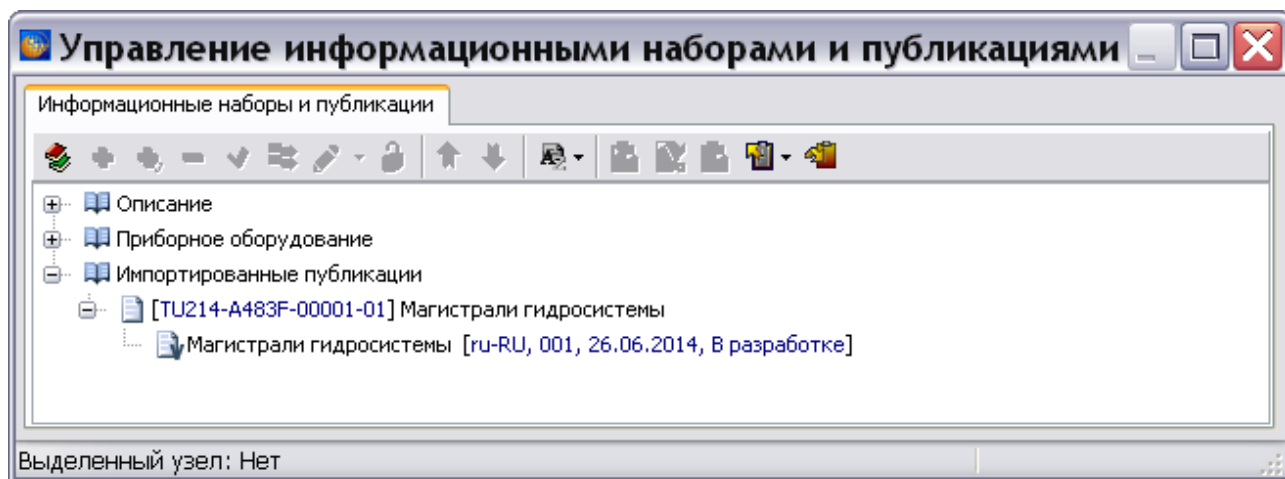 Управление информационными наборами и публикациями
Информационные наборы и публикации
Описание
Приборное оборудование
Импортированные публикации
[TU214-A483F-00001-01] Магистрали гидросистемы
Магистрали гидросистемы [ru-RU, 001, 26.06.2014, В разработке]
Выделенный узел: Нет